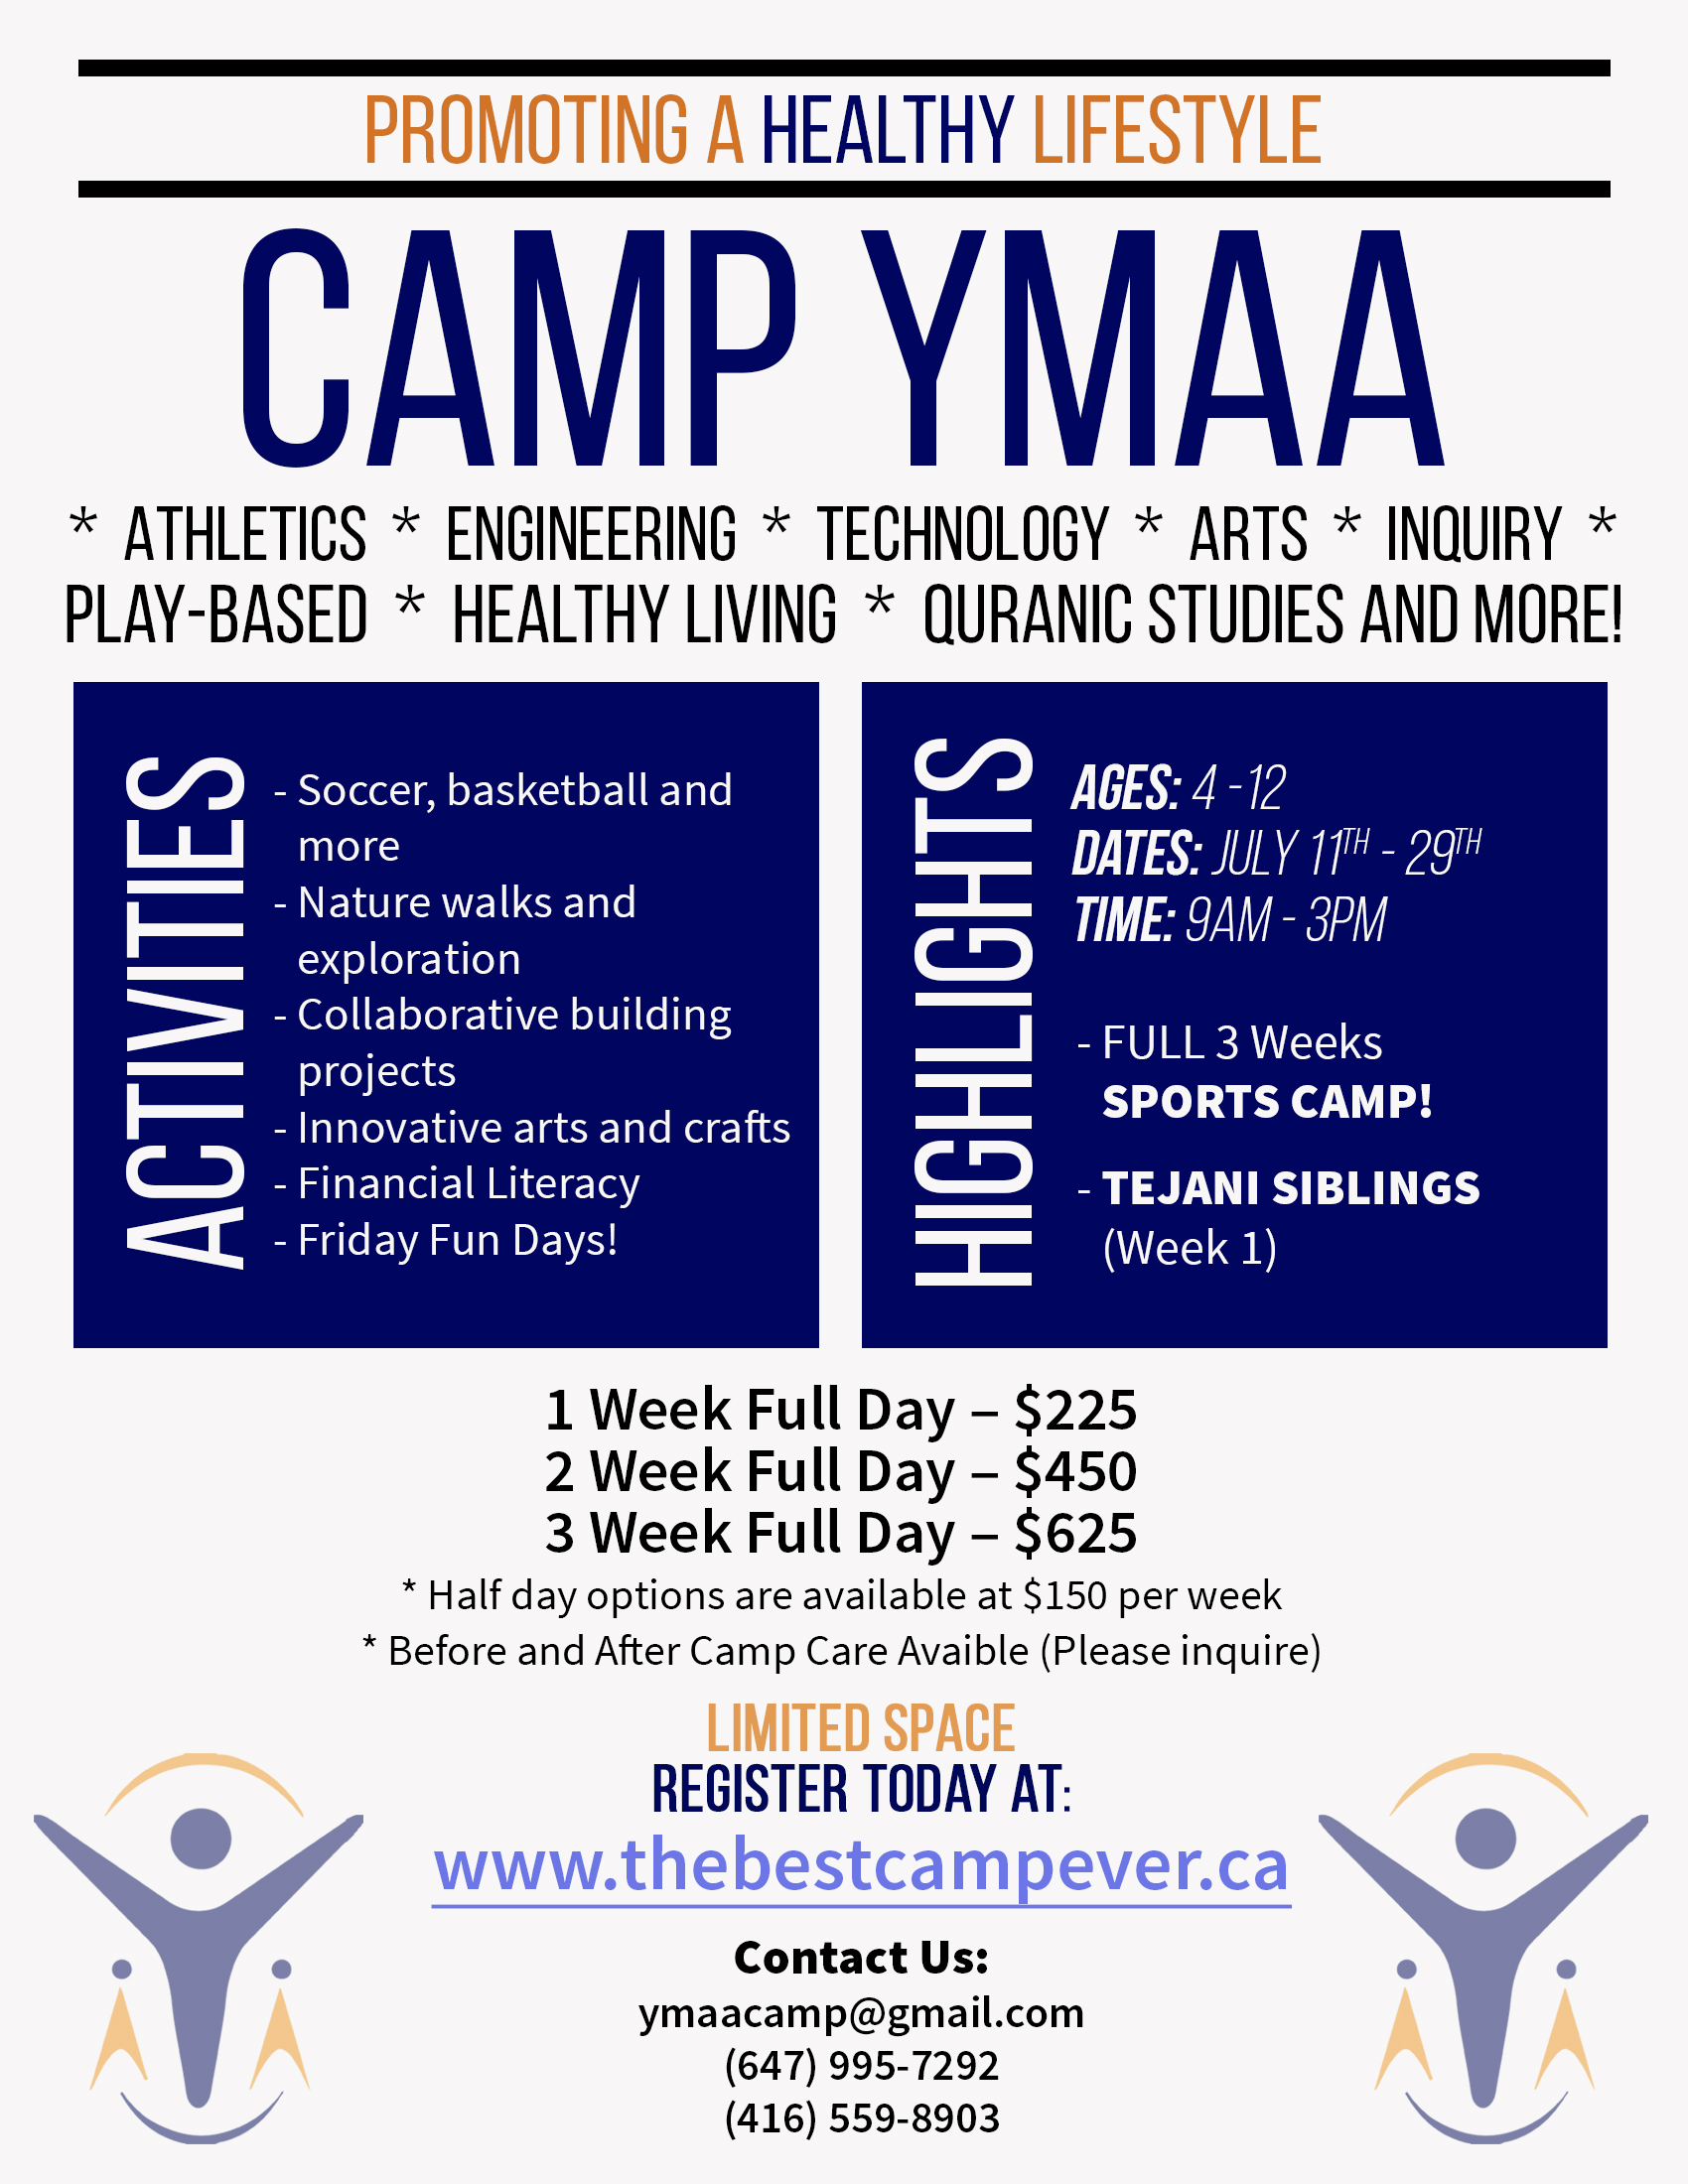 PROMOTING A HEALTHY LIFESTYLE
CAMP YMAA
* ATHLETICS * ENGINEERING * TECHNOLOGY * ARTS * INQUIRY *
PLAY-BASED * HEALTHY LIVING * QURANIC STUDIES AND MORE!
ACTIVITIES
- Soccer, basketball and
more
- Nature walks and
exploration
- Collaborative building
projects
- Innovative arts and crafts
- Financial Literacy
- Friday Fun Days!
HIGHLIGHTS
AGES: 4 -12
DATES: JULY 11TH - 29TH
TIME: 9AM - 3PM
- FULL 3 Weeks
SPORTS CAMP!
- TEJANI SIBLINGS
(Week 1)
1 Week Full Day – $225
2 Week Full Day – $450
3 Week Full Day – $625
* Half day options are available at $150 per week
* Before and After Camp Care Avaible (Please inquire)
LIMITED SPACE
REGISTER TODAY AT:
www.thebestcampever.ca
Contact Us:
ymaacamp@gmail.com
(647) 995-7292
(416) 559-8903